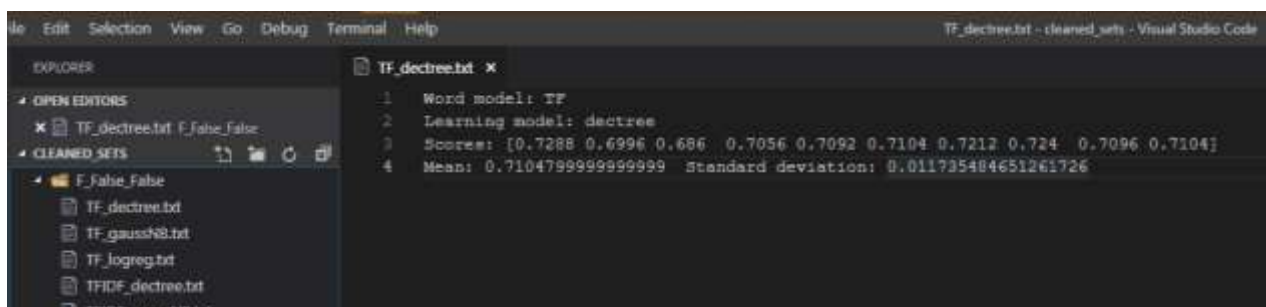 le Edit Selection View Go Debug Terminal Help TF_dectree.txt - cleaned_sets - Visual Studio Code
EXPLORER
OPEN EDITORS
TF_dectree.txt F_False_False
CLEANED_SETS
F_False_False
TF_dectree.txt
TF_gaussNB.txt
TF_logreg.txt
TFIDF_dectree.txt
TF_dectree.txt
1 Word model: TF
2 Learning model: dectree
3 Scores: [0.7288 0.6996 0.686 0.7056 0.7092 0.7104 0.7212 0.724 0.7096 0.7104]
4 Mean: 0.7104799999999999 Standard deviation: 0.011735484651261726